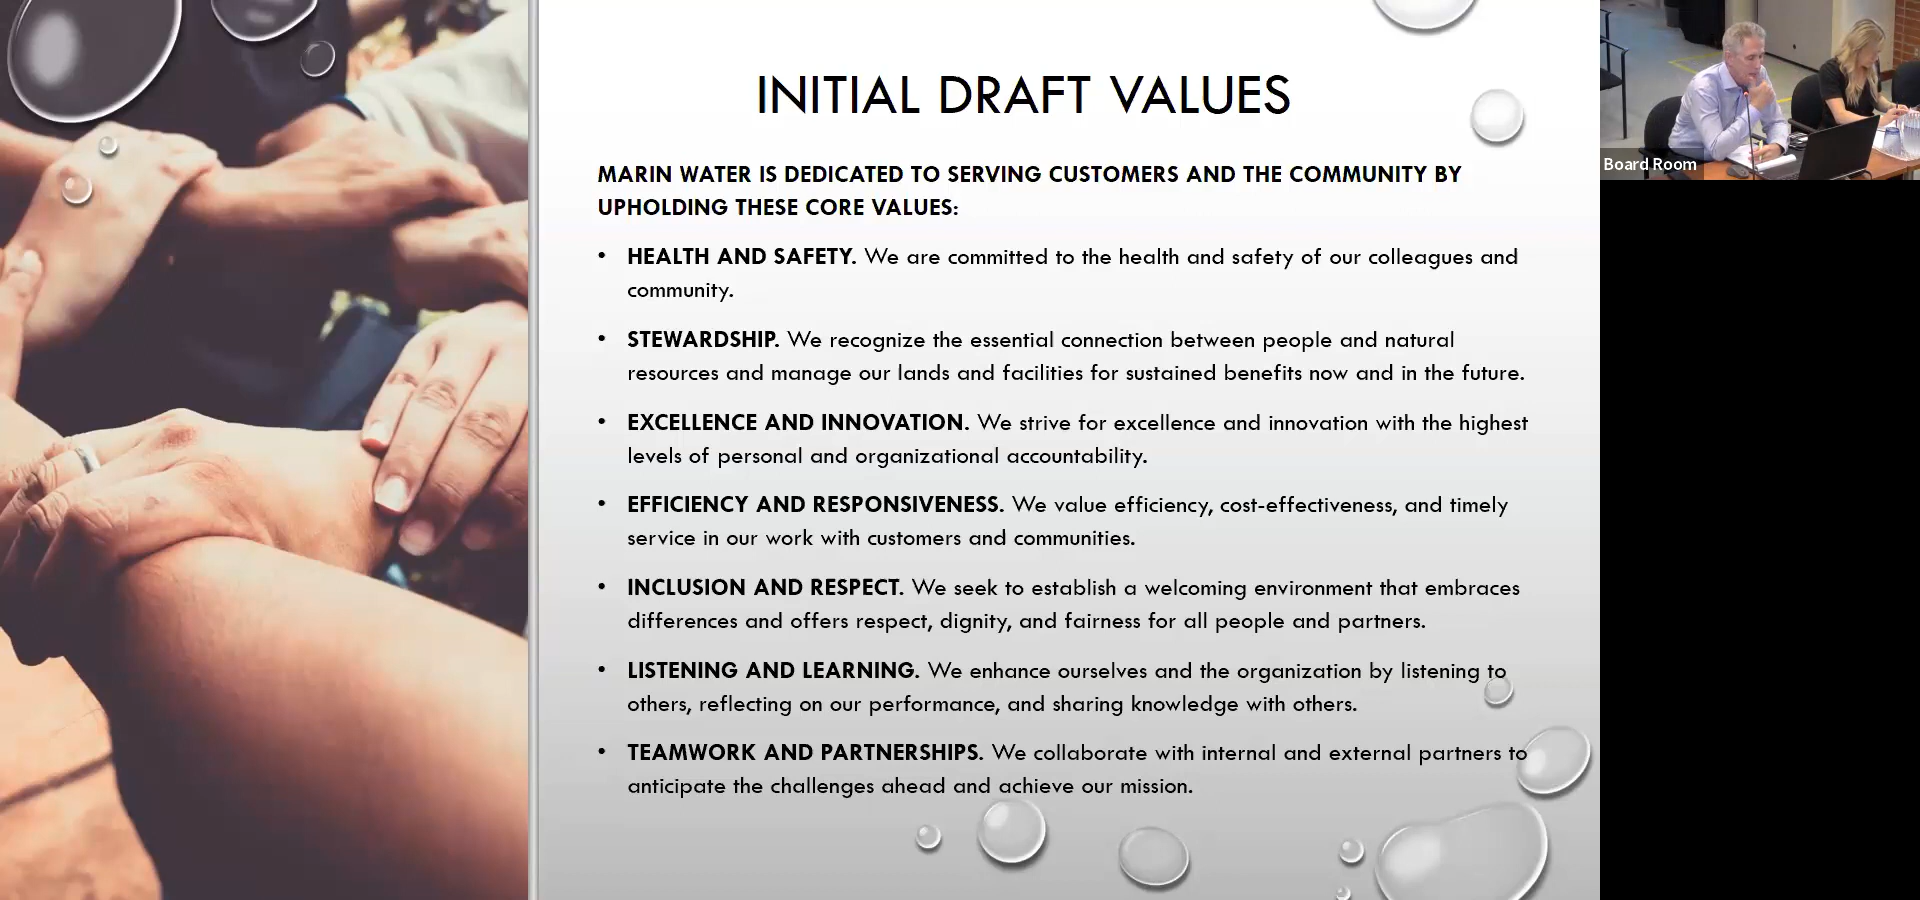 INITIAL DRAFT VALUES
MARIN WATER IS DEDICATED TO SERVING CUSTOMERS AND THE COMMUNITY BY
UPHOLDING THESE CORE VALUES:
• HEALTH AND SAFETY. We are committed to the health and safety of our colleagues and
community.
• STEWARDSHIP. We recognize the essential connection between people and natural
resources and manage our lands and facilities for sustained benefits now and in the future.
• EXCELLENCE AND INNOVATION. We strive for excellence and innovation with the highest
levels of personal and organizational accountability.
• EFFICIENCY AND RESPONSIVENESS. We value efficiency, cost-effectiveness, and timely
service in our work with customers and communities.
• INCLUSION AND RESPECT. We seek to establish a welcoming environment that embraces
differences and offers respect, dignity, and fairness for all people and partners.
• LISTENING AND LEARNING. We enhance ourselves and the organization by listening to
others, reflecting on our performance, and sharing knowledge with others.
• TEAMWORK AND PARTNERSHIPS. We collaborate with internal and external partners to
anticipate the challenges ahead and achieve our mission.
Board Room